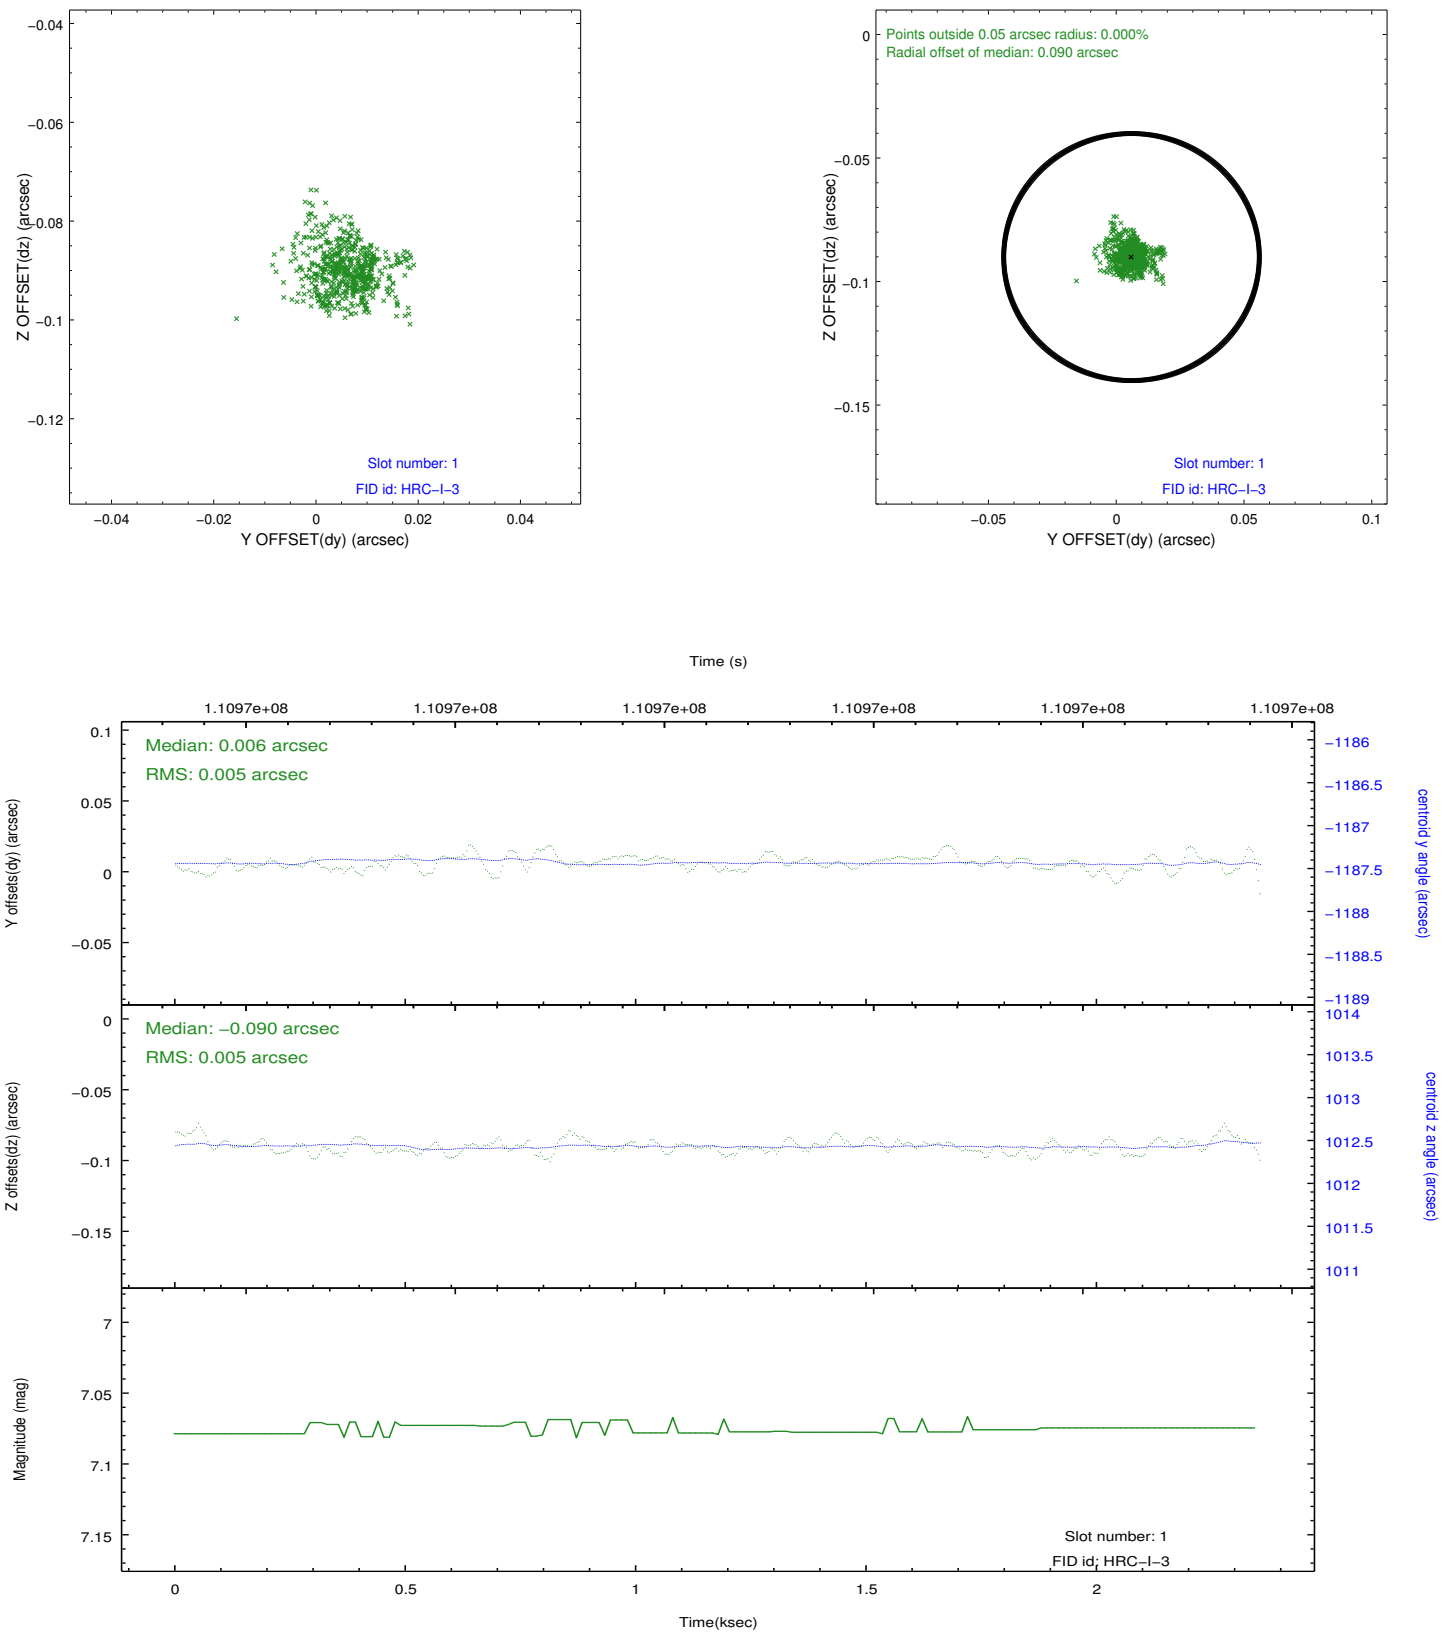 −0.04
−0.06
−0.08
−0.1
−0.12
Z OFFSET(dz) (arcsec)
Slot number: 1
FID id: HRC−I−3
−0.04 −0.02 0 0.02 0.04
Y OFFSET(dy) (arcsec)
Points outside 0.05 arcsec radius: 0.000%
Radial offset of median: 0.090 arcsec
0
−0.05
−0.1
−0.15
Z OFFSET(dz) (arcsec)
Slot number: 1
FID id: HRC−I−3
−0.05 0 0.05 0.1
Y OFFSET(dy) (arcsec)
Time (s)
1.1097e+08 1.1097e+08 1.1097e+08 1.1097e+08 1.1097e+08 1.1097e+08
Median: 0.006 arcsec
RMS: 0.005 arcsec
0.1
0.05
0
−0.05
Y offsets(dy) (arcsec)
−1186
−1186.5
−1187
−1187.5
−1188
−1188.5
−1189
centroid y angle (arcsec)
Median: −0.090 arcsec
RMS: 0.005 arcsec
0
−0.05
−0.1
−0.15
Z offsets(dz) (arcsec)
1014
1013.5
1013
1012.5
1012
1011.5
1011
centroid z angle (arcsec)
7
7.05
7.1
7.15
Magnitude (mag)
Slot number: 1
FID id: HRC−I−3
0 0.5 1 1.5 2
Time(ksec)